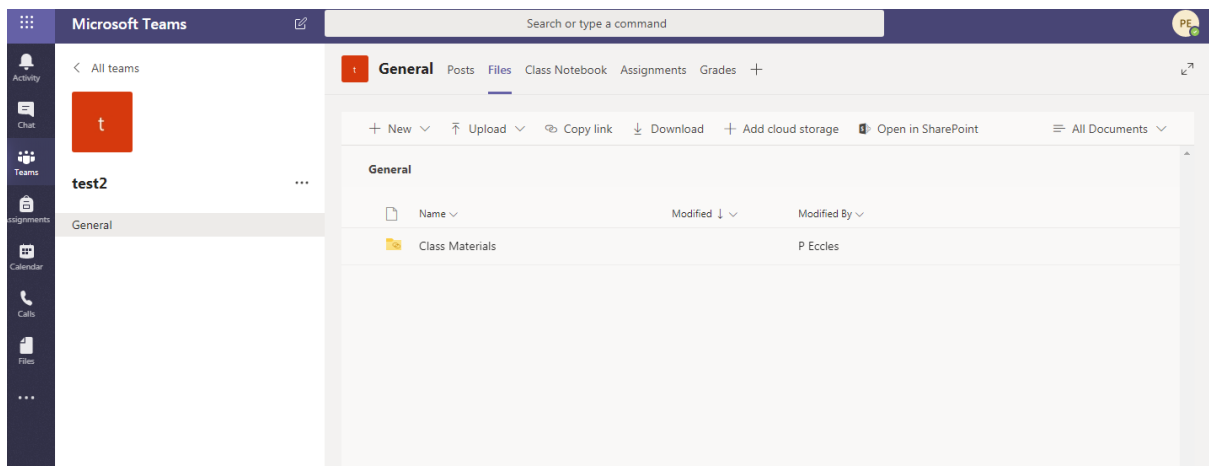 Microsoft Teams
Search or type a command
PE
Activity
Chat
Teams
ssignments
Calendar
Calls
Files
All teams
t
test2
General
t General Posts Files Class Notebook Assignments Grades
New Upload Copy link Download Add cloud storage Open in SharePoint All Documents
General
Name Modified Modified By
Class Materials P Eccles